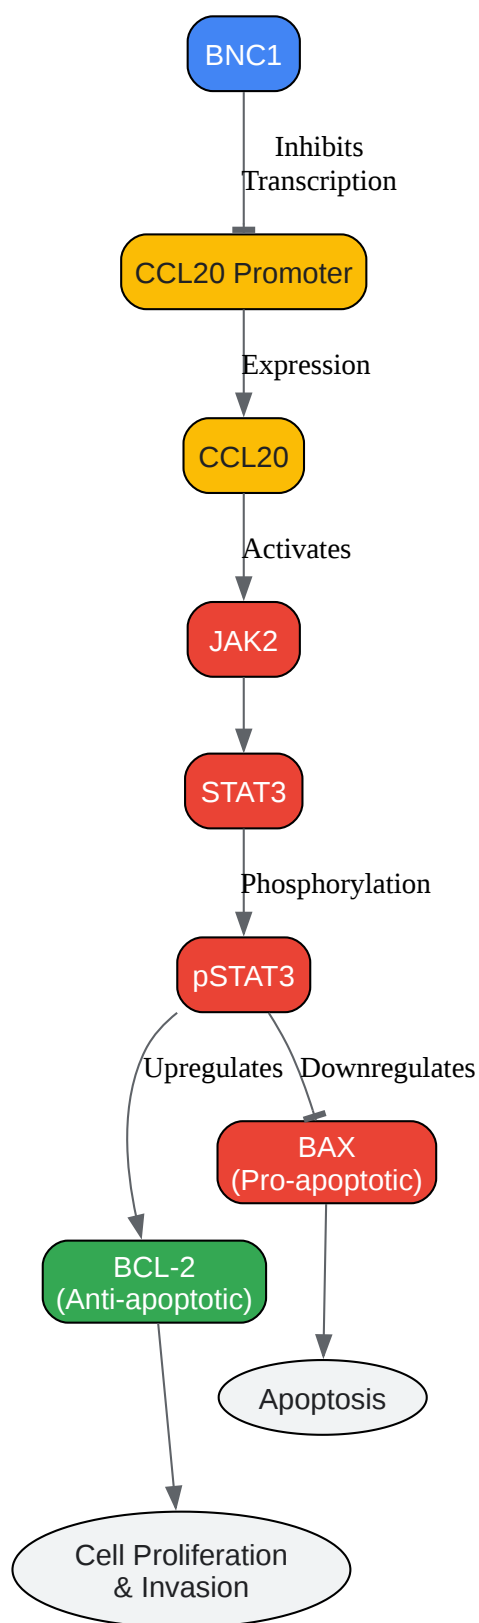 BNC1
Inhibits
Transcription
CCL20 Promoter
Expression
CCL20
Activates
JAK2
STAT3
Phosphorylation
pSTAT3
Upregulates
Downregulates
BAX
(Pro-apoptotic)
BCL-2
(Anti-apoptotic)
Apoptosis
Cell Proliferation
& Invasion